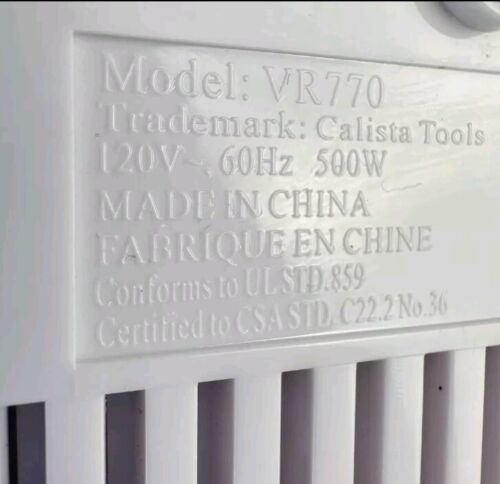 Model: VR770
Trademark: Calista Tools
120V~, 60Hz 500W
MADE IN CHINA
FABRIQUE EN CHINE
Conforms to UL STD.859
Certified to CSA STD. C22.2 No.36